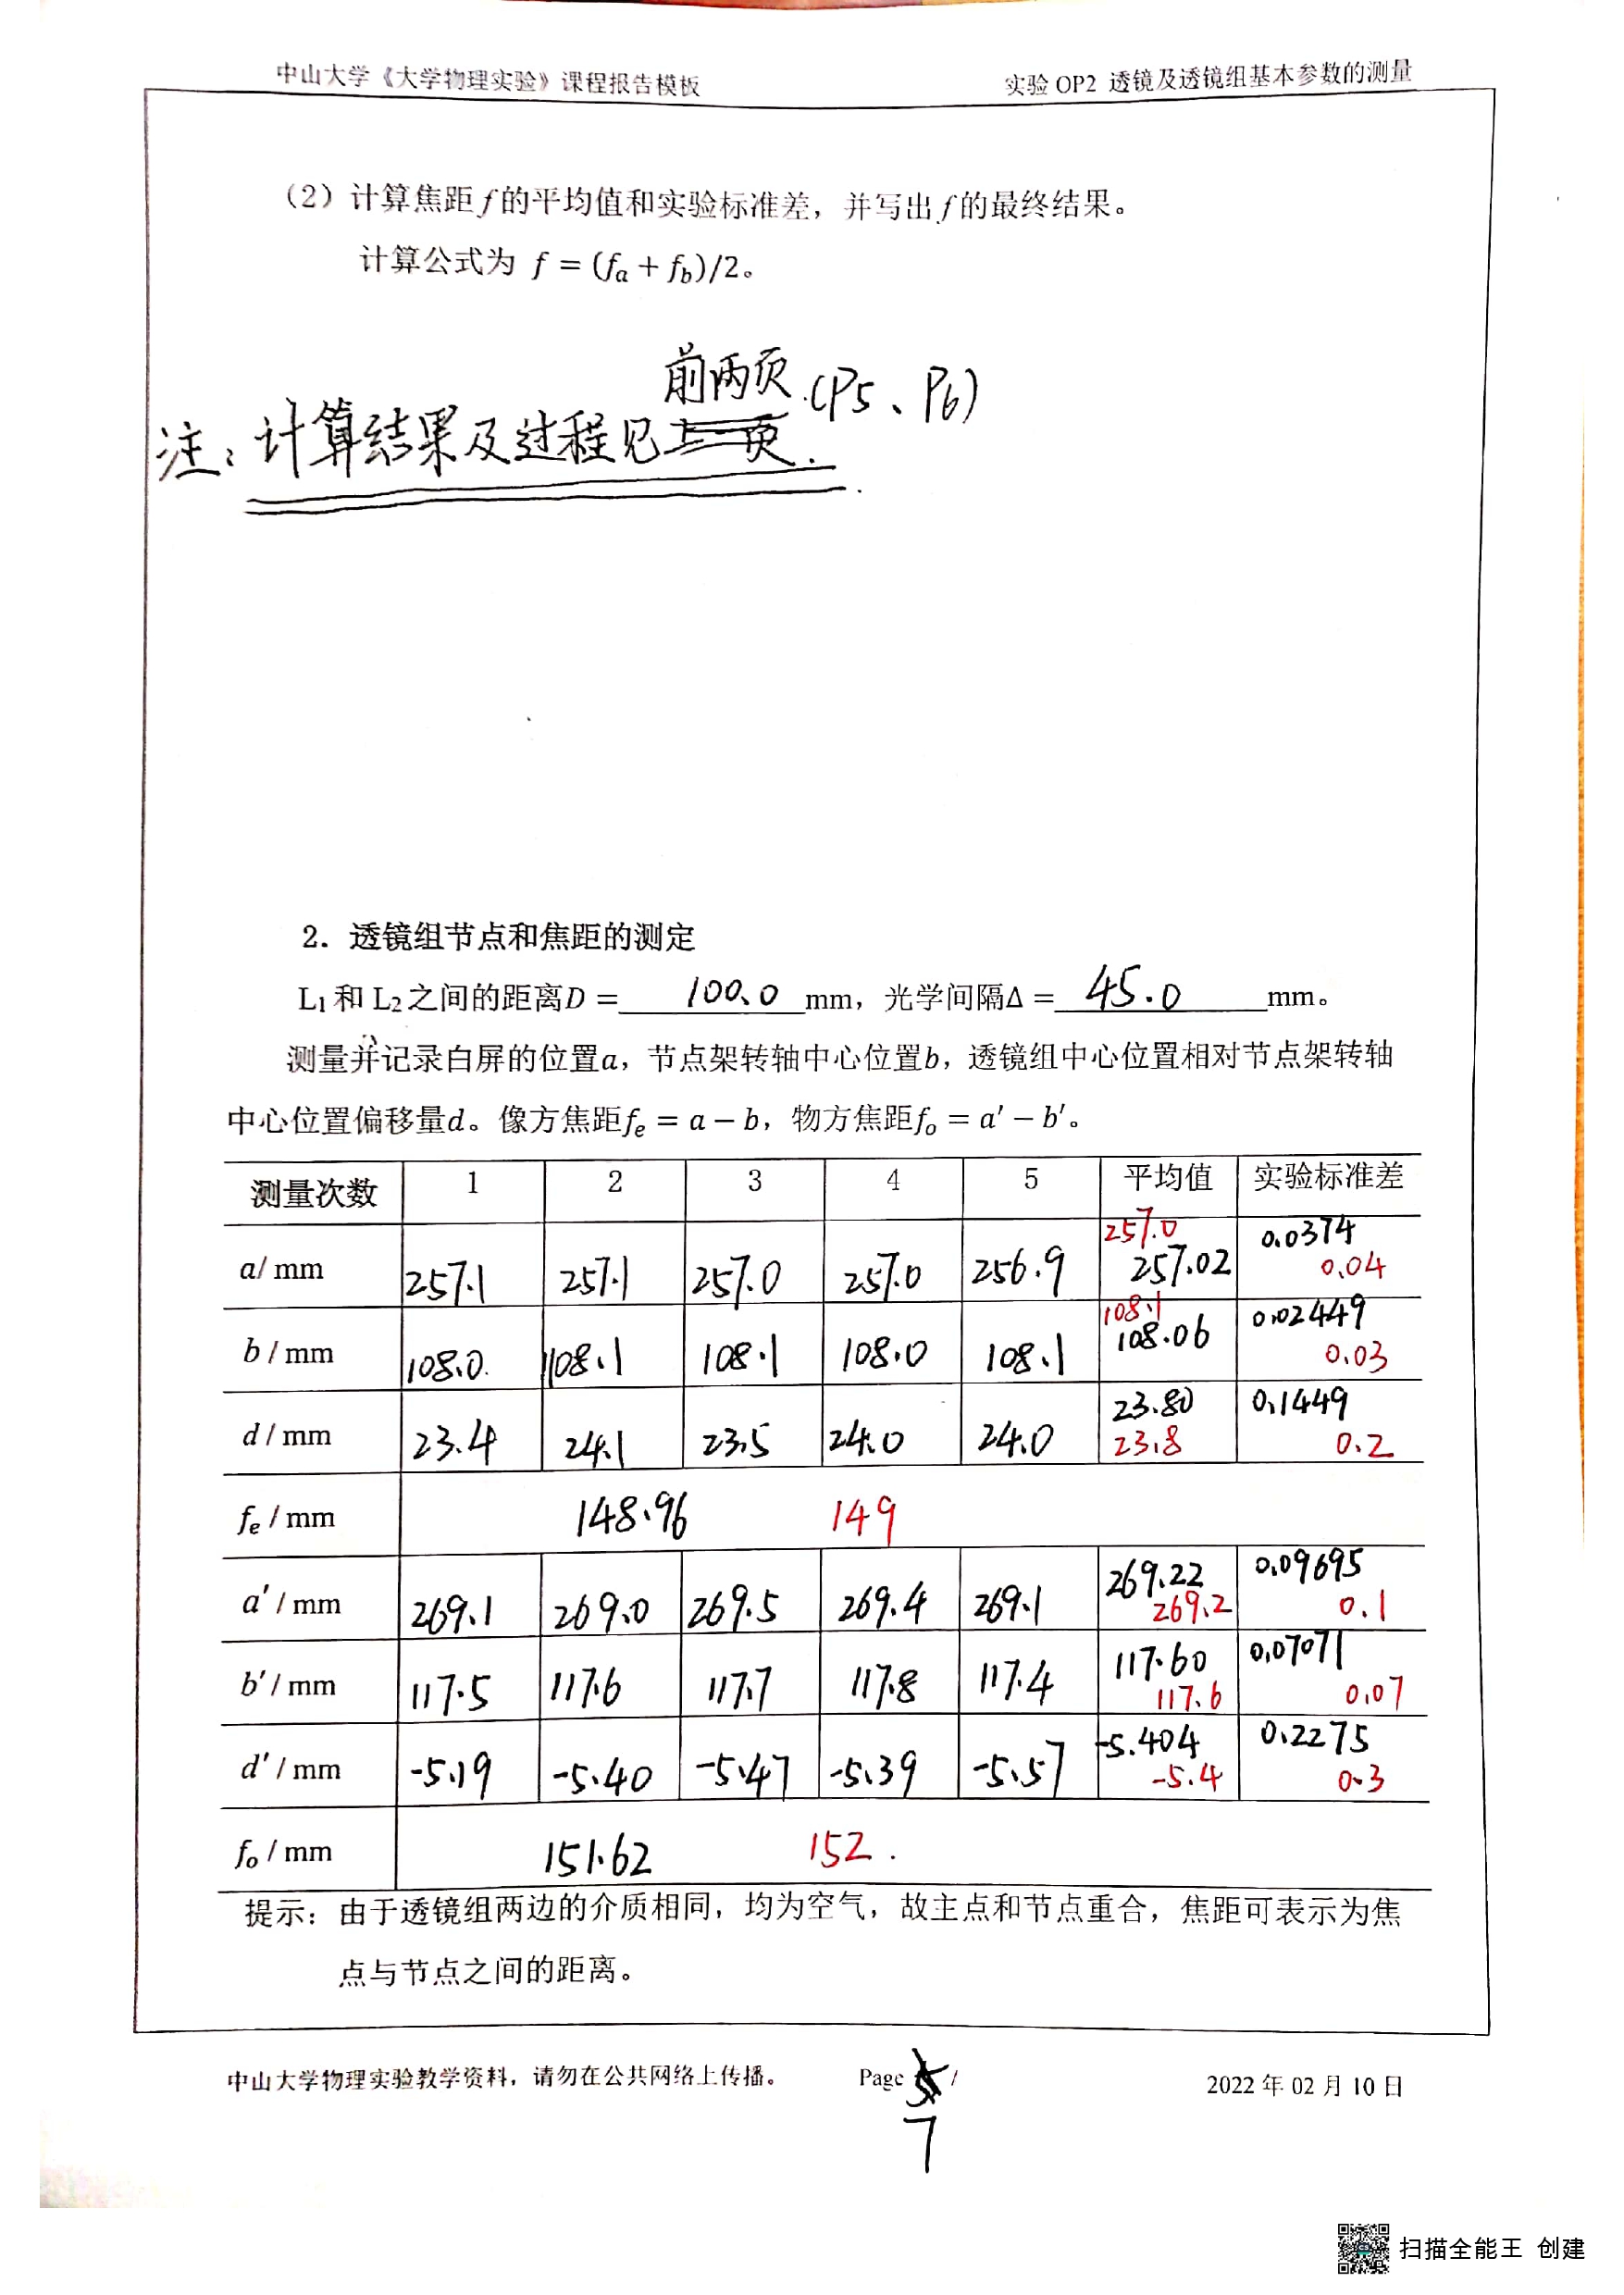 中山大学《大学物理实验》课程报告模板 实验 OP2 透镜及透镜组基本参数的测量
（2）计算焦距f的平均值和实验标准差，并写出f的最终结果。
计算公式为 f = (fa + fb)/2。
前两页（P5、P6）
注：计算结果及过程见上一页.
2. 透镜组节点和焦距的测定
L1 和 L2 之间的距离D = 100.0 mm，光学间隔Δ = 45.0 mm。
测量并记录白屏的位置a，节点架转轴中心位置b，透镜组中心位置相对节点架转轴
中心位置偏移量d。像方焦距fe = a − b，物方焦距fo = a′ − b′。
测量次数 1 2 3 4 5 平均值 实验标准差
a/ mm 257.1 257.1 257.0 257.0 256.9 257.0 257.02 0.0374 0.04
b / mm 108.0 108.1 108.1 108.0 108.1 108.1 108.06 0.02449 0.03
d / mm 23.4 24.1 23.5 24.0 24.0 23.80 23.8 0.1449 0.2
fe / mm 148.96 149
a′ / mm 269.1 269.0 269.5 269.4 269.1 269.22 269.2 0.09695 0.1
b′ / mm 117.5 117.6 117.7 117.8 117.4 117.60 117.6 0.07071 0.07
d′ / mm -5.19 -5.40 -5.47 -5.39 -5.57 -5.404 -5.4 0.2275 0.3
fo / mm 151.62 152.
提示：由于透镜组两边的介质相同，均为空气，故主点和节点重合，焦距可表示为焦
点与节点之间的距离。
中山大学物理实验教学资料，请勿在公共网络上传播。 Page 5 / 2022 年 02 月 10 日
7
扫描全能王 创建